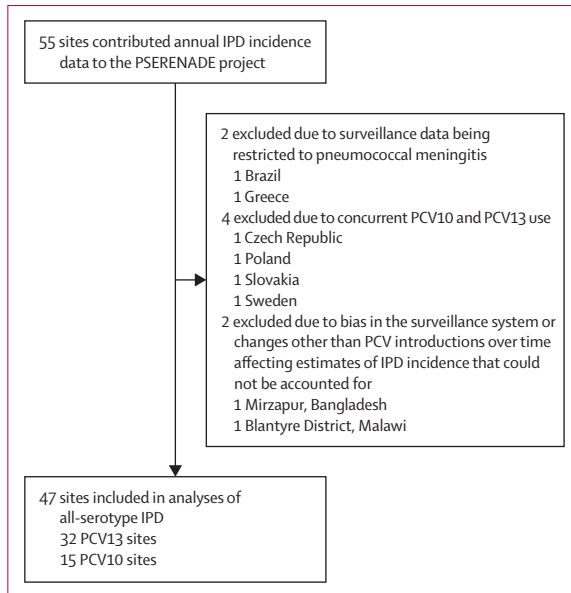 55 sites contributed annual IPD incidence
data to the PSERENADE project
2 excluded due to surveillance data being
restricted to pneumococcal meningitis
1 Brazil
1 Greece
4 excluded due to concurrent PCV10 and PCV13 use
1 Czech Republic
1 Poland
1 Slovakia
1 Sweden
2 excluded due to bias in the surveillance system or
changes other than PCV introductions over time
affecting estimates of IPD incidence that could
not be accounted for
1 Mirzapur, Bangladesh
1 Blantyre District, Malawi
47 sites included in analyses of
all-serotype IPD
32 PCV13 sites
15 PCV10 sites